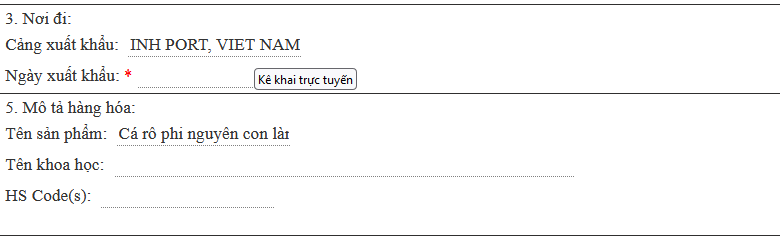 3. Nơi đi:
Cảng xuất khẩu: INH PORT, VIET NAM
Ngày xuất khẩu: *
Kê khai trực tuyến
5. Mô tả hàng hóa:
Tên sản phẩm: Cá rô phi nguyên con
Tên khoa học:
HS Code(s):